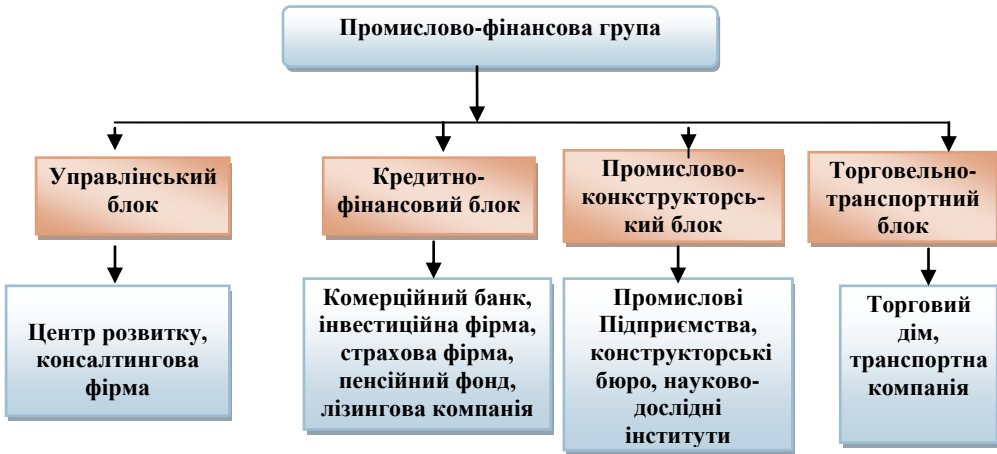 Промислово-фінансова група
Управлінський
блок
Кредитно-
фінансовий блок
Промислово-
конкструкторсь-
кий блок
Торговельно-
транспортний
блок
Центр розвитку,
консалтингова
фірма
Комерційний банк,
інвестиційна фірма,
страхова фірма,
пенсійний фонд,
лізингова компанія
Промислові
Підприємства,
конструкторські
бюро, науково-
дослідні
інститути
Торговий
дім,
транспортна
компанія